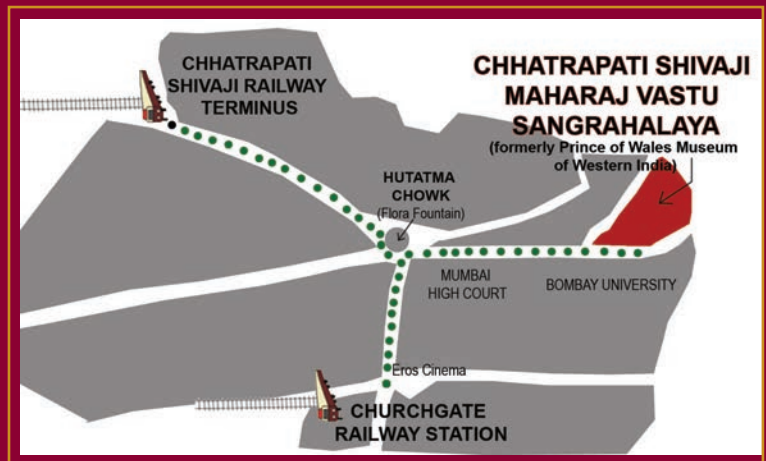 CHHATRAPATI
SHIVAJI RAILWAY
TERMINUS
CHHATRAPATI SHIVAJI
MAHARAJ VASTU
SANGRAHALAYA
(formerly Prince of Wales Museum
of Western India)
HUTATMA
CHOWK
(Flora Fountain)
MUMBAI
HIGH COURT
BOMBAY UNIVERSITY
Eros Cinema
CHURCHGATE
RAILWAY STATION